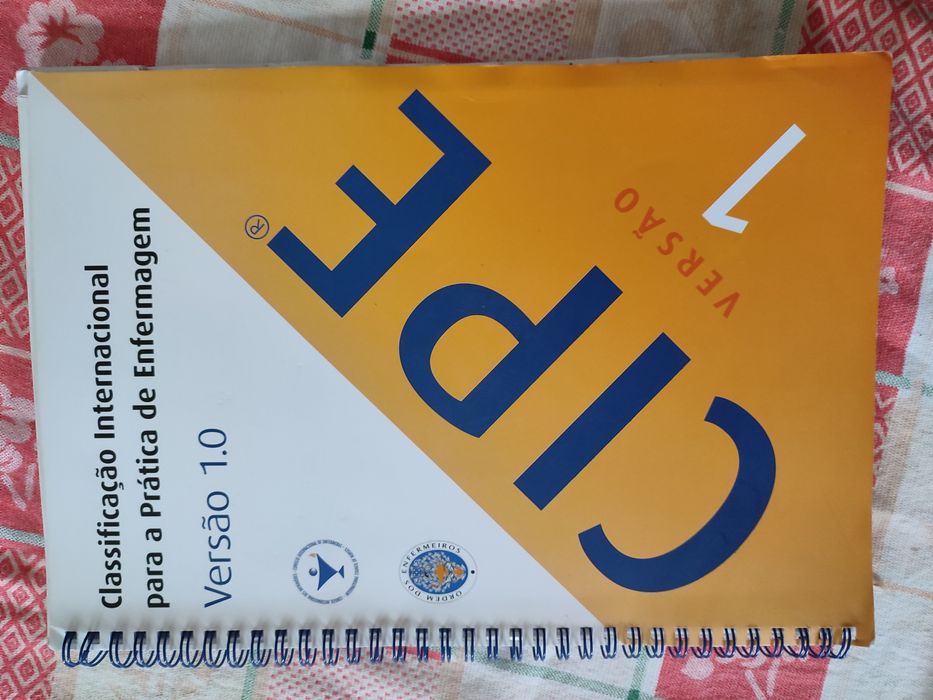 Classificação Internacional
para a Prática de Enfermagem
Versão 1.0
CIPE®
VERSÃO
1
ORDEM DOS ENFERMEIROS